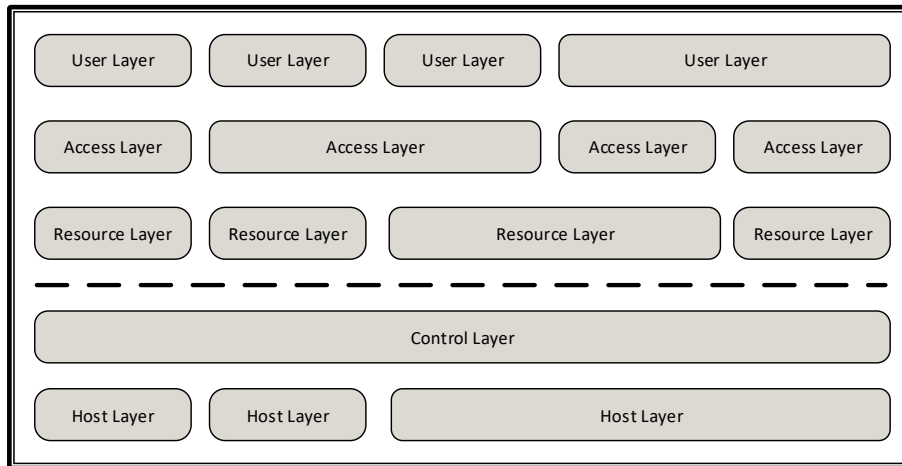 User Layer User Layer User Layer User Layer
Access Layer Access Layer Access Layer Access Layer
Resource Layer Resource Layer Resource Layer Resource Layer
Control Layer
Host Layer Host Layer Host Layer